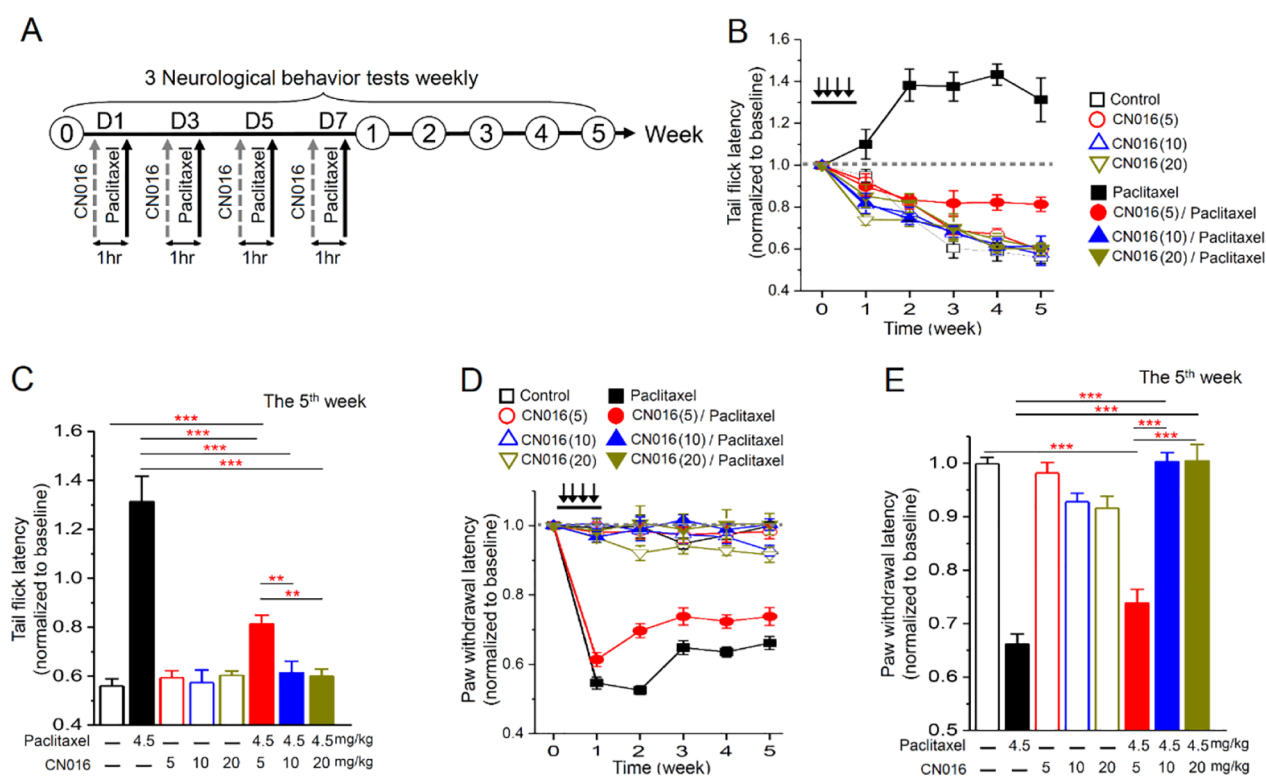 A
3 Neurological behavior tests weekly
0 D1 D3 D5 D7 1 2 3 4 5 Week
CN016 Paclitaxel CN016 Paclitaxel CN016 Paclitaxel CN016 Paclitaxel
1hr 1hr 1hr 1hr
B
Tail flick latency
(normalized to baseline)
1.6
1.4
1.2
1.0
0.8
0.6
0.4
0 1 2 3 4 5
Time (week)
Control
CN016(5)
CN016(10)
CN016(20)
Paclitaxel
CN016(5)/ Paclitaxel
CN016(10)/ Paclitaxel
CN016(20)/ Paclitaxel
C
The 5th week
Tail flick latency
(normalized to baseline)
1.6
1.4
1.2
1.0
0.8
0.6
0.4
***
***
***
***
**
**
Paclitaxel — 4.5 — — — 4.5 4.5 4.5 mg/kg
CN016 — — 5 10 20 5 10 20 mg/kg
D
Control Paclitaxel
CN016(5) CN016(5)/ Paclitaxel
CN016(10) CN016(10)/ Paclitaxel
CN016(20) CN016(20)/ Paclitaxel
Paw withdrawal latency
(normalized to baseline)
1.0
0.8
0.6
0.4
0 1 2 3 4 5
Time (week)
E
The 5th week
Paw withdrawal latency
(normalized to baseline)
***
***
***
***
***
1.0
0.9
0.8
0.7
0.6
0.5
Paclitaxel — 4.5 — — — 4.5 4.5 4.5 mg/kg
CN016 — — 5 10 20 5 10 20 mg/kg